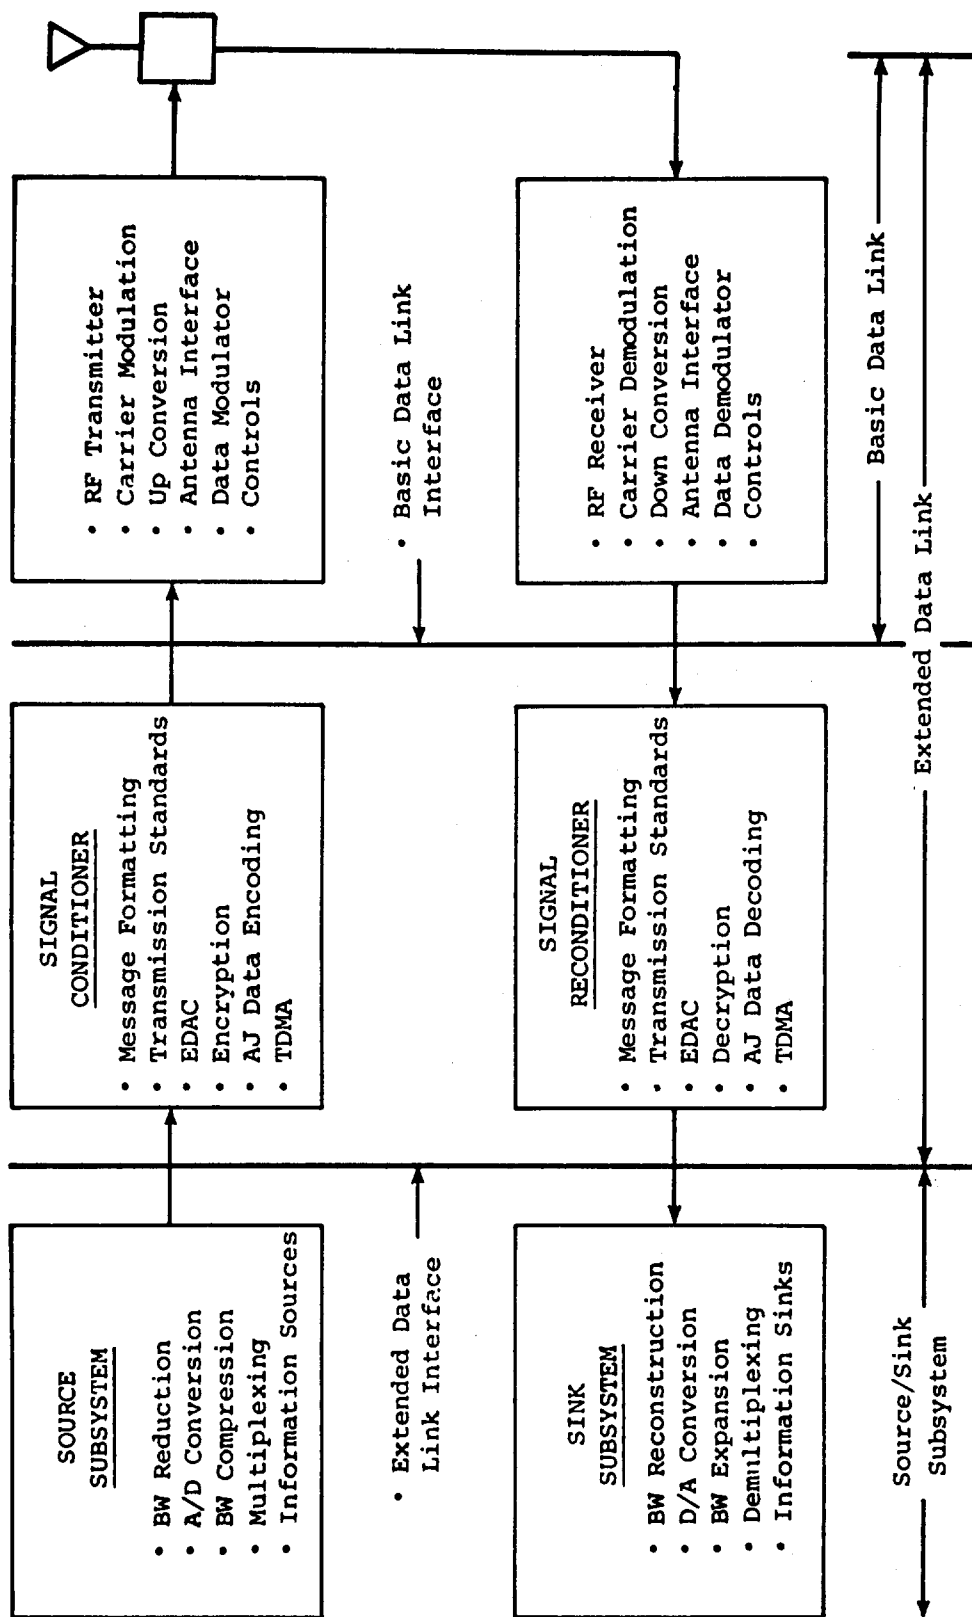 SOURCE
SUBSYSTEM
• BW Reduction
• A/D Conversion
• BW Compression
• Multiplexing
• Information Sources
SIGNAL
CONDITIONER
• Message Formatting
• Transmission Standards
• EDAC
• Encryption
• AJ Data Encoding
• TDMA
• RF Transmitter
• Carrier Modulation
• Up Conversion
• Antenna Interface
• Data Modulator
• Controls
• Extended Data
Link Interface
• Basic Data Link
Interface
SINK
SUBSYSTEM
• BW Reconstruction
• D/A Conversion
• BW Expansion
• Demultiplexing
• Information Sinks
SIGNAL
RECONDITIONER
• Message Formatting
• Transmission Standards
• EDAC
• Decryption
• AJ Data Decoding
• TDMA
• RF Receiver
• Carrier Demodulation
• Down Conversion
• Antenna Interface
• Data Demodulator
• Controls
Basic Data Link
Source/Sink
Subsystem
Extended Data Link